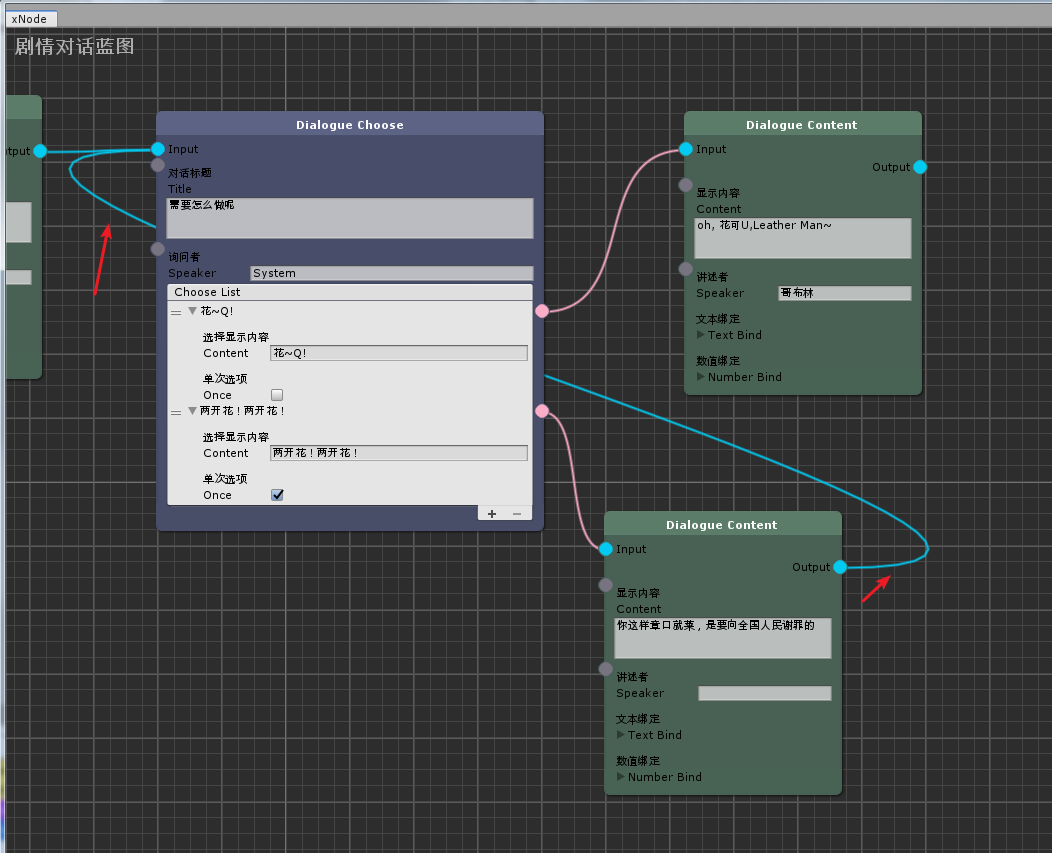 xNode
剧情对话蓝图
tput
Dialogue Choose
Input
对话标题
Title
需要怎么做呢
询问者
Speaker
System
Choose List
花~Q!
选择显示内容
Content
花~Q!
单次选项
Once
两开花！两开花！
选择显示内容
Content
两开花！两开花！
单次选项
Once
Dialogue Content
Input
Output
显示内容
Content
oh, 花可U,Leather Man~
讲述者
Speaker
哥布林
文本绑定
Text Bind
数值绑定
Number Bind
Dialogue Content
Input
Output
显示内容
Content
你这样章口就莱，是要向全国人民谢罪的
讲述者
Speaker
文本绑定
Text Bind
数值绑定
Number Bind